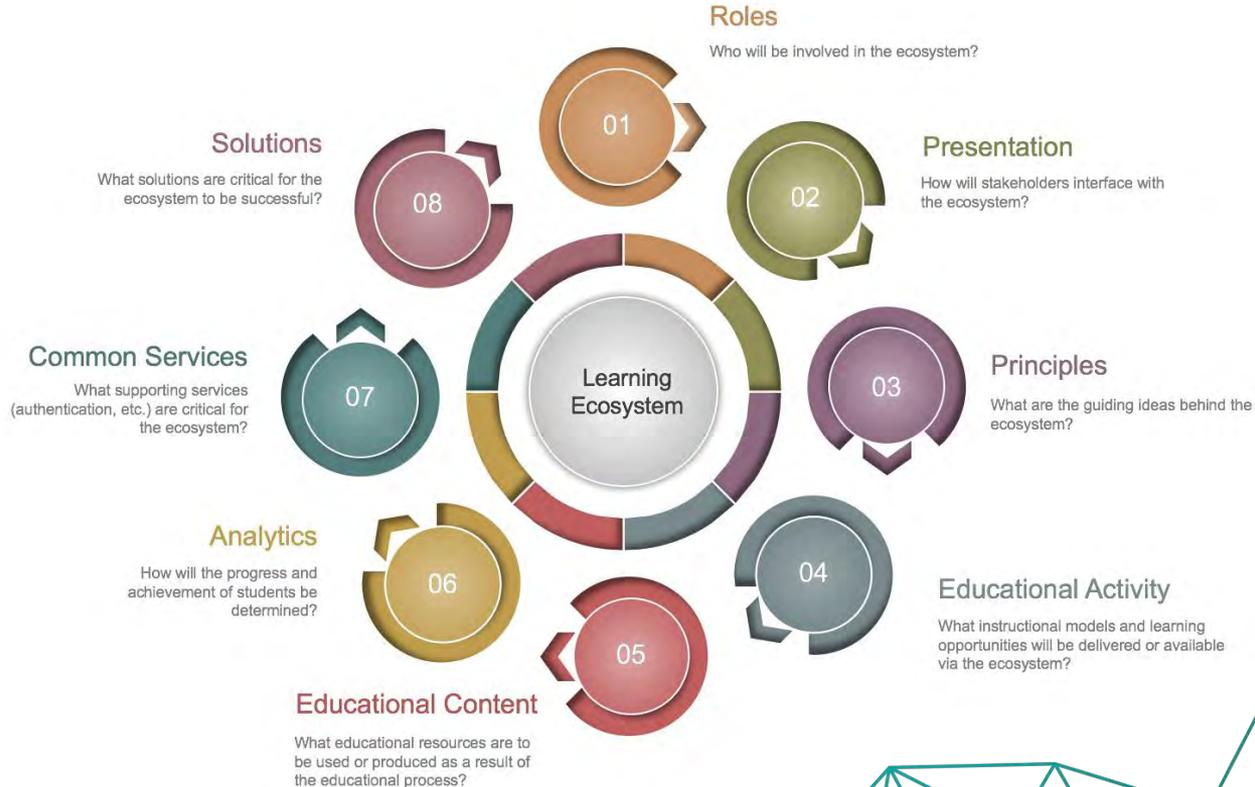 Roles
Who will be involved in the ecosystem?
01
Presentation
How will stakeholders interface with
the ecosystem?
02
Principles
What are the guiding ideas behind the
ecosystem?
03
Educational Activity
What instructional models and learning
opportunities will be delivered or available
via the ecosystem?
04
Educational Content
What educational resources are to
be used or produced as a result of
the educational process?
05
Analytics
How will the progress and
achievement of students be
determined?
06
Common Services
What supporting services
(authentication, etc.) are critical for
the ecosystem?
07
Solutions
What solutions are critical for the
ecosystem to be successful?
08
Learning
Ecosystem